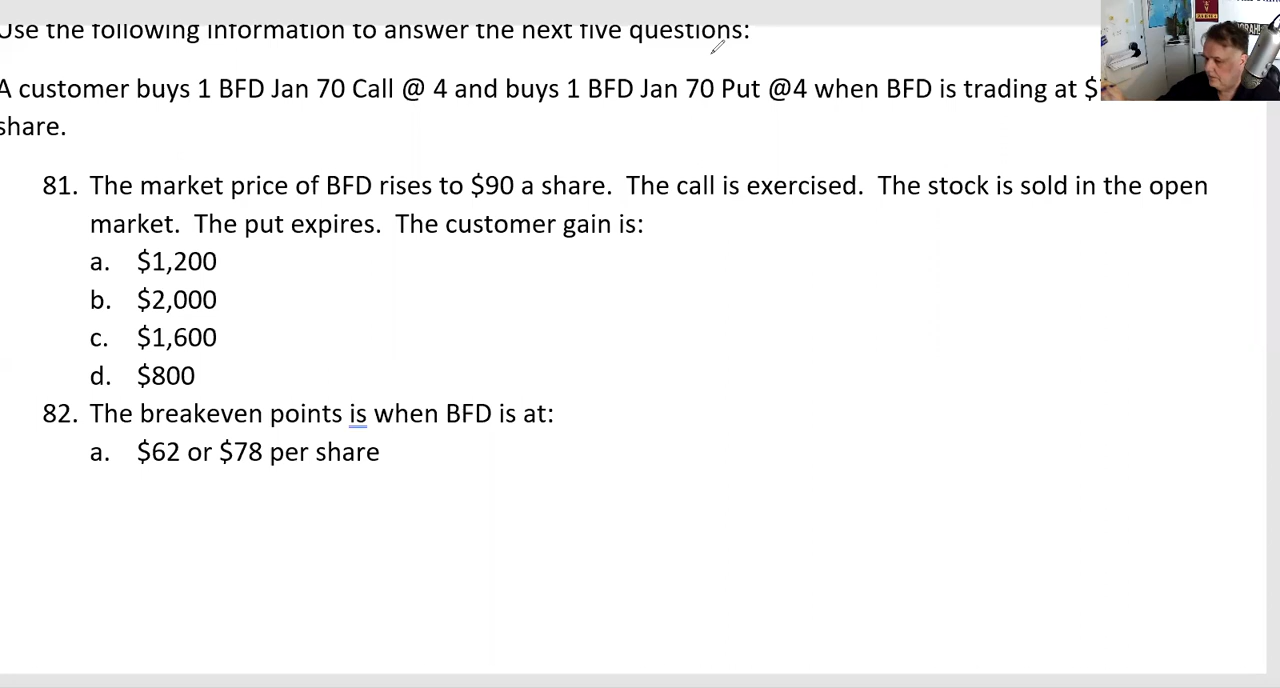 Use the following information to answer the next five questions:
A customer buys 1 BFD Jan 70 Call @ 4 and buys 1 BFD Jan 70 Put @4 when BFD is trading at $
share.
81. The market price of BFD rises to $90 a share. The call is exercised. The stock is sold in the open
market. The put expires. The customer gain is:
a. $1,200
b. $2,000
c. $1,600
d. $800
82. The breakeven points is when BFD is at:
a. $62 or $78 per share